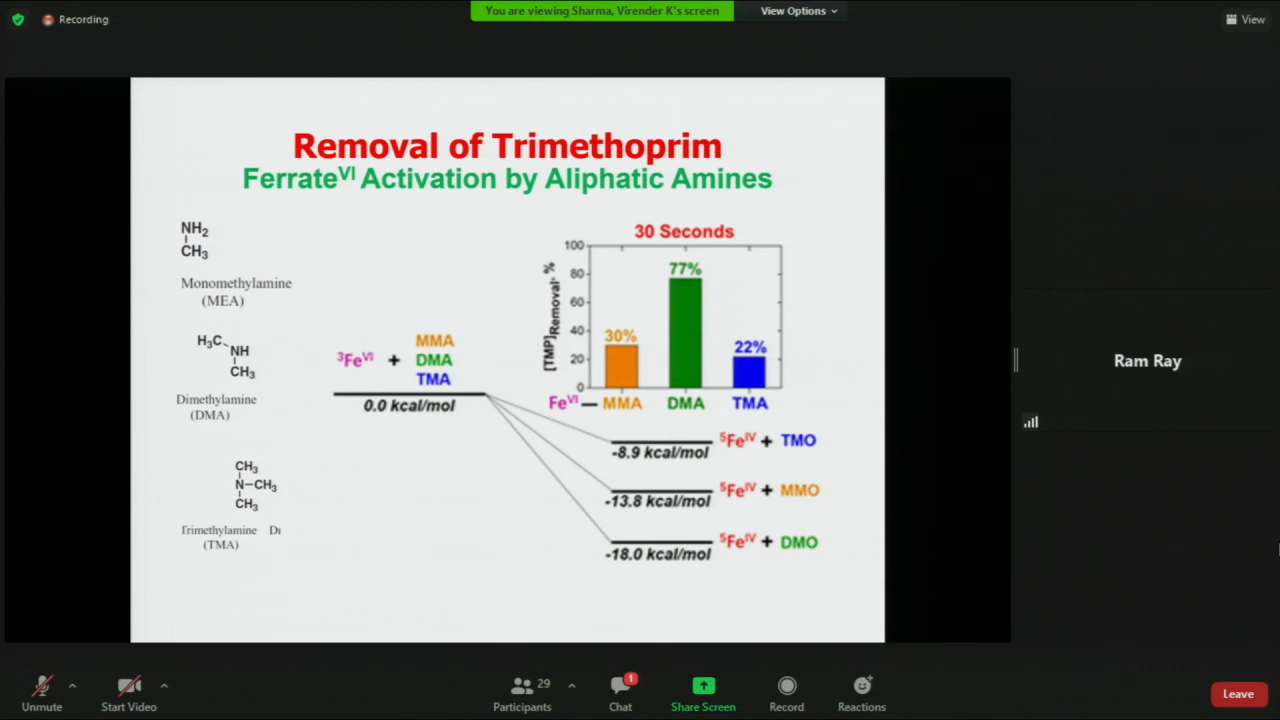 Recording
You are viewing Sharma, Virender K's screen
View Options
View
Removal of Trimethoprim
Ferrate^VI Activation by Aliphatic Amines
NH2
CH3
Monomethylamine
(MEA)
H3C
NH
CH3
Dimethylamine
(DMA)
CH3
N–CH3
CH3
Trimethylamine
(TMA)
³Fe^VI +
MMA
DMA
TMA
0.0 kcal/mol
30 Seconds
[TMP]Removal, %
100
80
60
40
20
0
30%
77%
22%
Fe^VI — MMA DMA TMA
⁵Fe^IV + TMO
-8.9 kcal/mol
⁵Fe^IV + MMO
-13.8 kcal/mol
⁵Fe^IV + DMO
-18.0 kcal/mol
Ram Ray
Unmute
Start Video
29
Participants
1
Chat
Share Screen
Record
Reactions
Leave